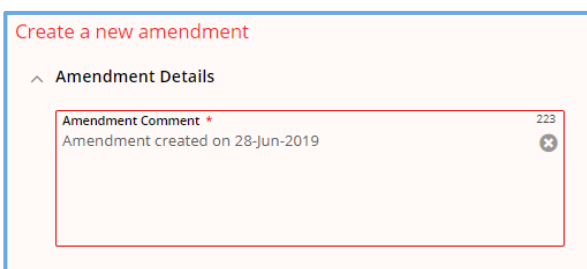 Create a new amendment
Amendment Details
Amendment Comment * 223
Amendment created on 28-Jun-2019